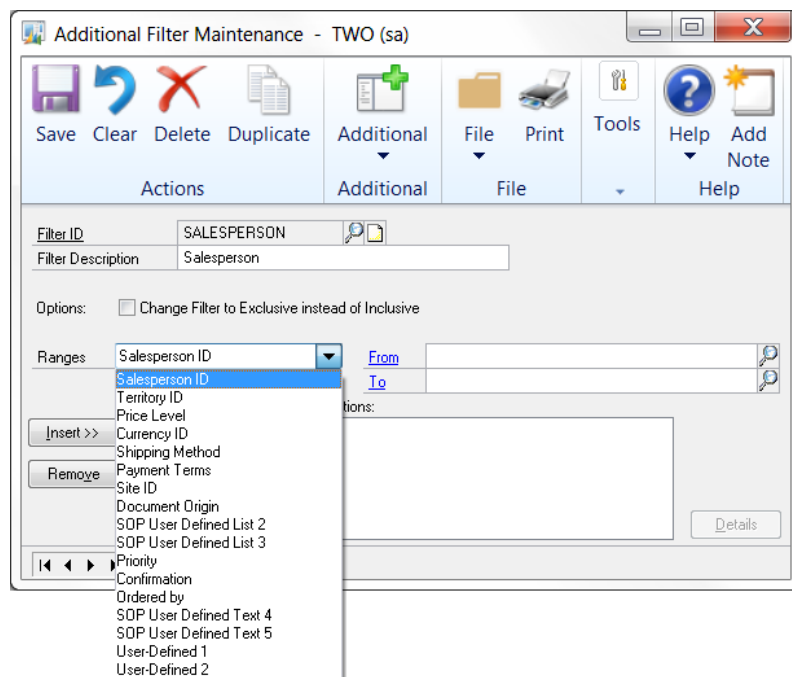 Additional Filter Maintenance - TWO (sa)
Save Clear Delete Duplicate Additional File Print Tools Help Add Note
Actions Additional File Help
Filter ID SALESPERSON
Filter Description Salesperson
Options: Change Filter to Exclusive instead of Inclusive
Ranges Salesperson ID From
Salesperson ID To
Territory ID
Price Level
Insert >> Currency ID
Shipping Method
Remove Payment Terms
Site ID
Document Origin
SOP User Defined List 2 Details
SOP User Defined List 3
Priority
Confirmation
Ordered by
SOP User Defined Text 4
SOP User Defined Text 5
User-Defined 1
User-Defined 2